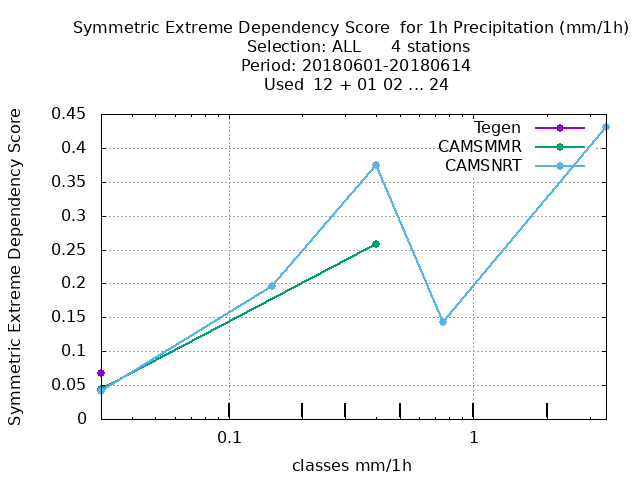 Symmetric Extreme Dependency Score  for 1h Precipitation (mm/1h)
Selection: ALL      4 stations
Period: 20180601-20180614
Used  12 + 01 02 ... 24
Symmetric Extreme Dependency Score
0.45
0.4
0.35
0.3
0.25
0.2
0.15
0.1
0.05
0
Tegen
CAMSMMR
CAMSNRT
0.1
1
classes mm/1h